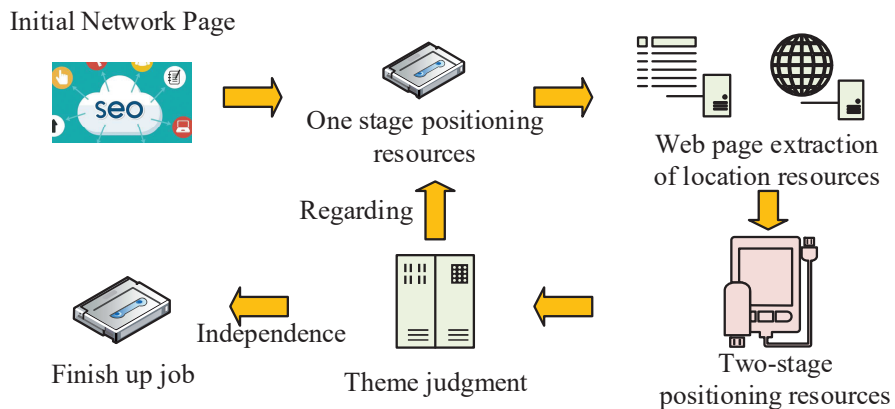 Initial Network Page
seo
One stage positioning
resources
Web page extraction
of location resources
Regarding
Independence
Finish up job
Theme judgment
Two-stage
positioning resources